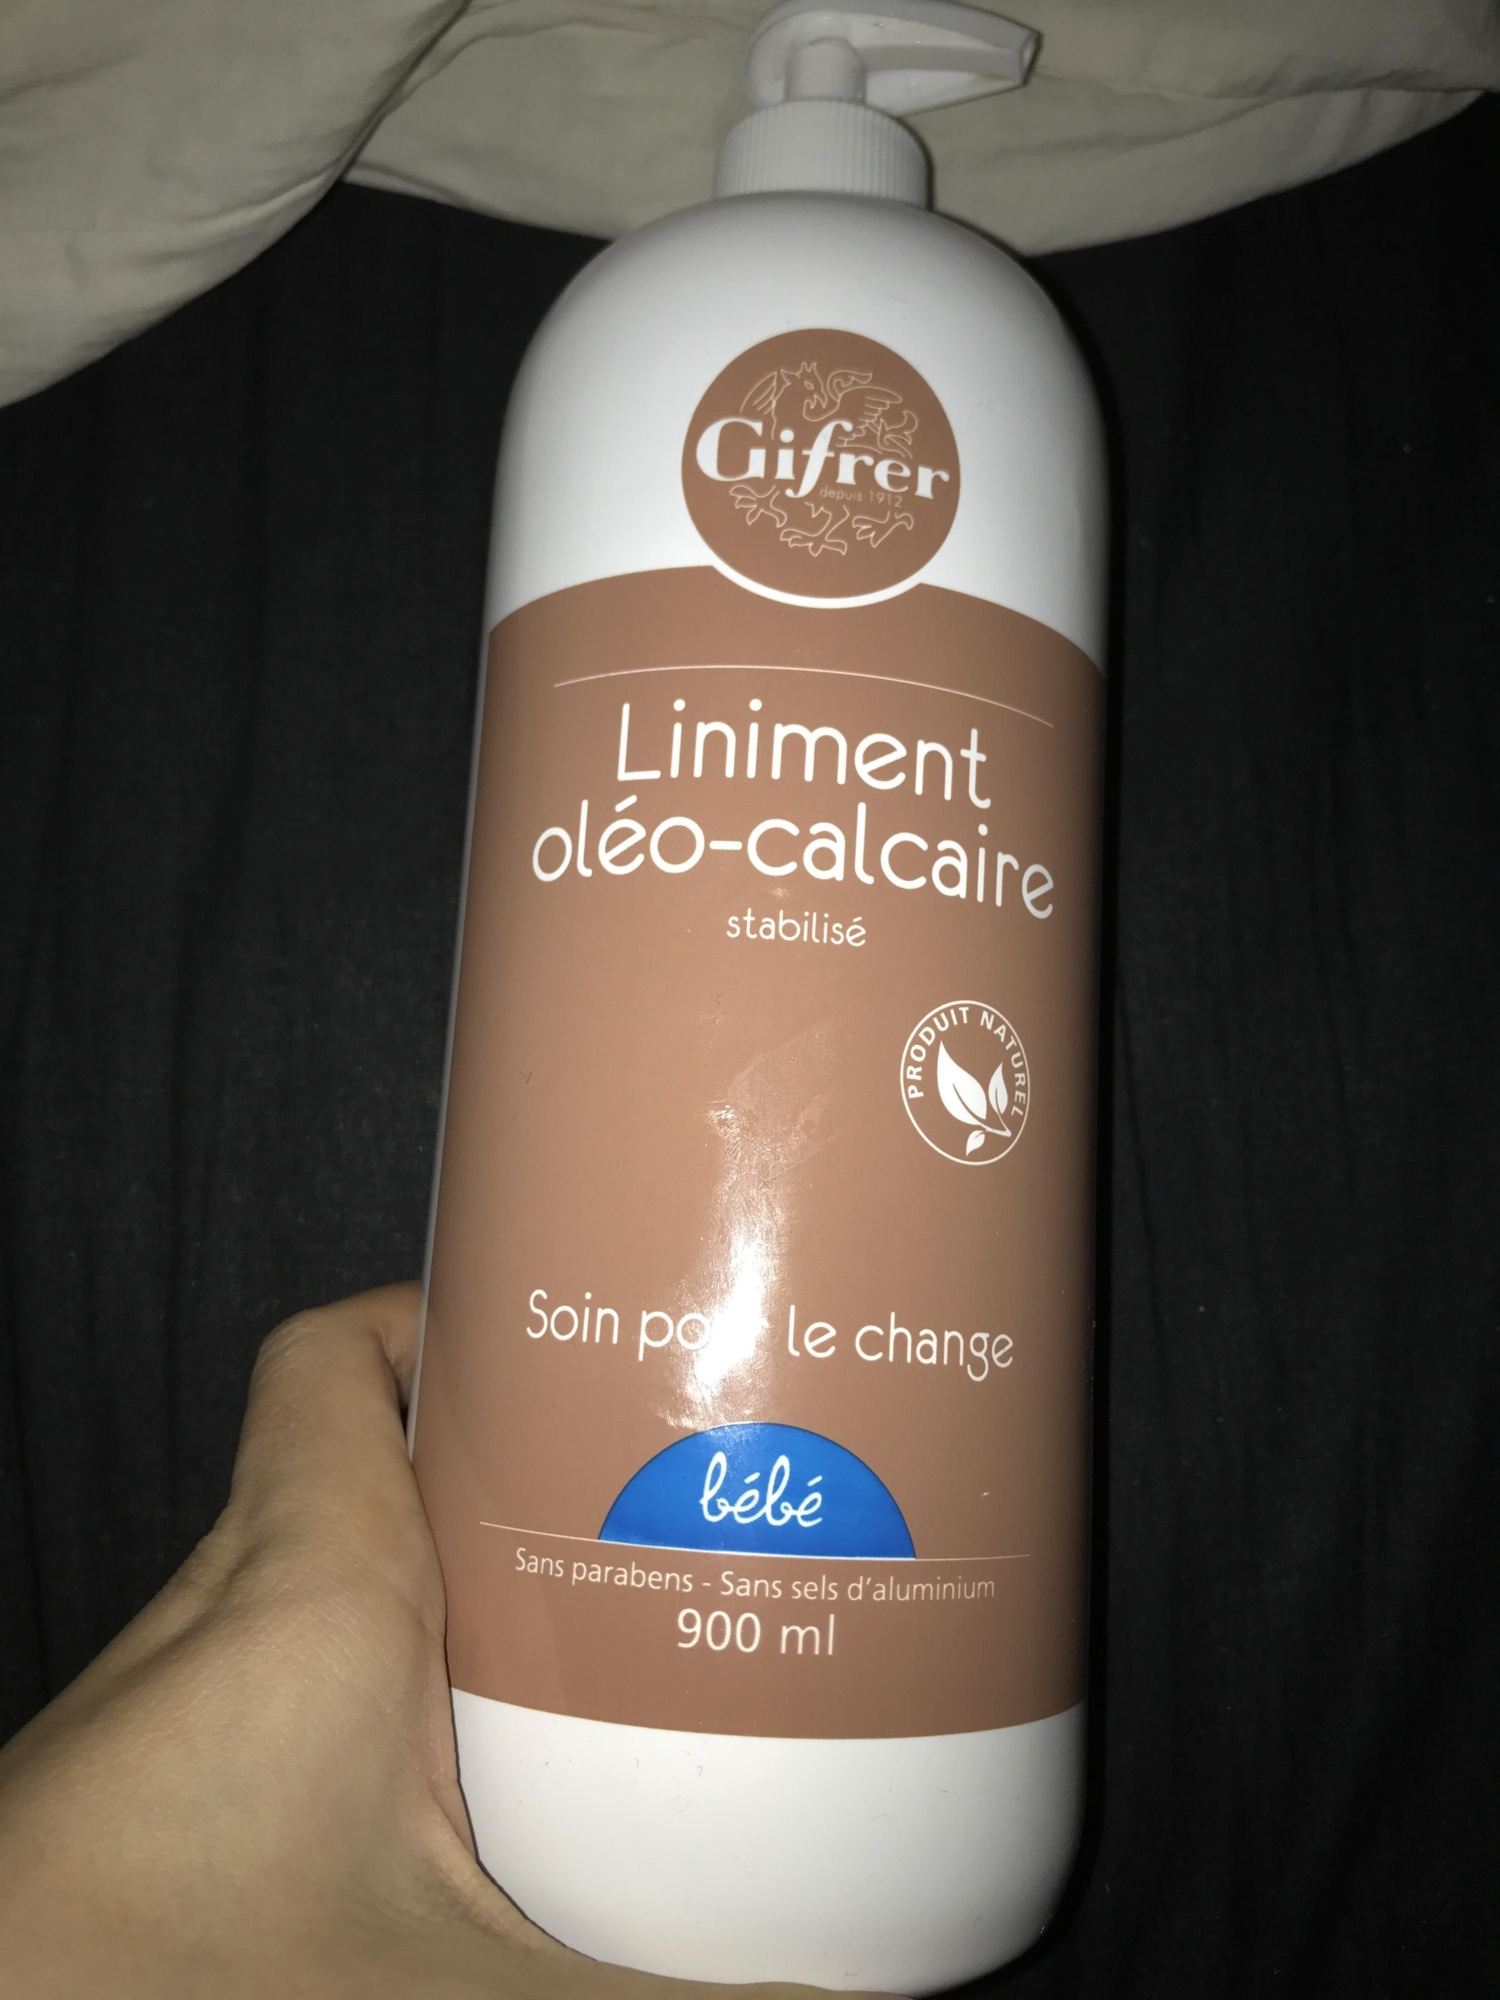 Gifrer
depuis 1912
Liniment
oléo-calcaire
stabilisé
PRODUIT NATUREL
Soin le change
bébé
Sans parabens - Sans sels d'aluminium
900 ml